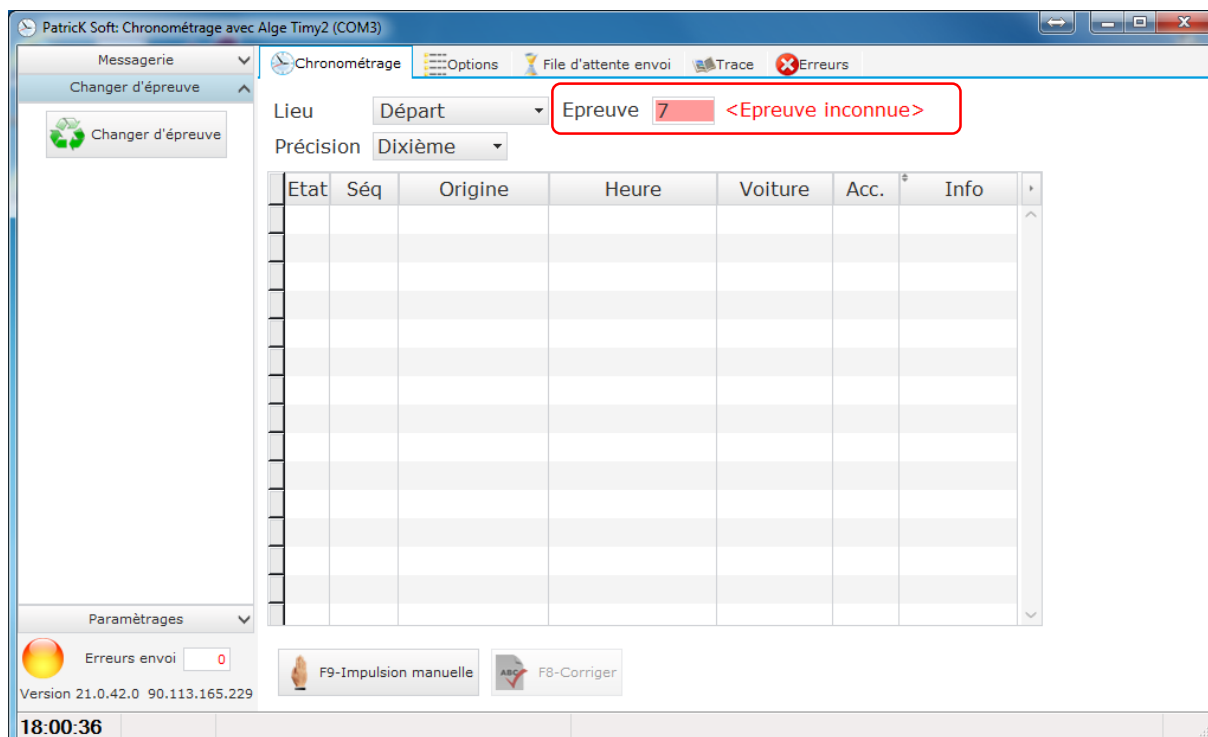 PatricK Soft: Chronométrage avec Alge Timy2 (COM3)
Messagerie
Chronométrage
Options
File d'attente envoi
Trace
Erreurs
Changer d'épreuve
Changer d'épreuve
Lieu Départ Epreuve 7 <Epreuve inconnue>
Précision Dixième
Etat Séq Origine Heure Voiture Acc. Info
Paramètrages
Erreurs envoi 0
F9-Impulsion manuelle
ABC
F8-Corriger
Version 21.0.42.0 90.113.165.229
18:00:36